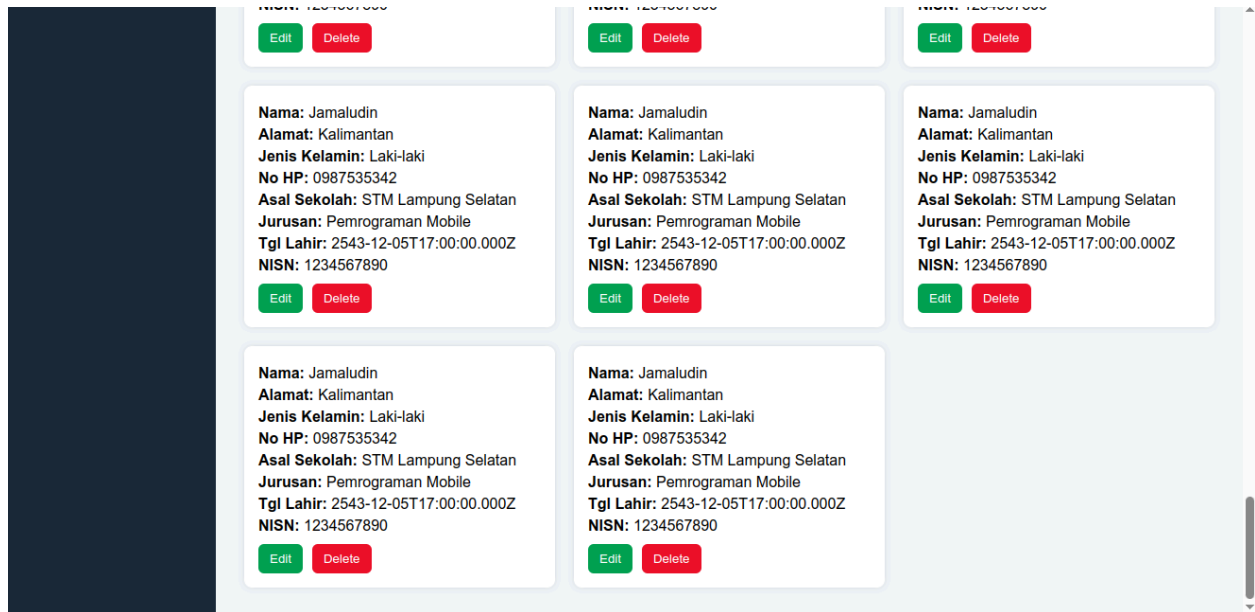 Edit Delete
Edit Delete
Edit Delete
Nama: Jamaludin
Alamat: Kalimantan
Jenis Kelamin: Laki-laki
No HP: 0987535342
Asal Sekolah: STM Lampung Selatan
Jurusan: Pemrograman Mobile
Tgl Lahir: 2543-12-05T17:00:00.000Z
NISN: 1234567890
Edit Delete
Nama: Jamaludin
Alamat: Kalimantan
Jenis Kelamin: Laki-laki
No HP: 0987535342
Asal Sekolah: STM Lampung Selatan
Jurusan: Pemrograman Mobile
Tgl Lahir: 2543-12-05T17:00:00.000Z
NISN: 1234567890
Edit Delete
Nama: Jamaludin
Alamat: Kalimantan
Jenis Kelamin: Laki-laki
No HP: 0987535342
Asal Sekolah: STM Lampung Selatan
Jurusan: Pemrograman Mobile
Tgl Lahir: 2543-12-05T17:00:00.000Z
NISN: 1234567890
Edit Delete
Nama: Jamaludin
Alamat: Kalimantan
Jenis Kelamin: Laki-laki
No HP: 0987535342
Asal Sekolah: STM Lampung Selatan
Jurusan: Pemrograman Mobile
Tgl Lahir: 2543-12-05T17:00:00.000Z
NISN: 1234567890
Edit Delete
Nama: Jamaludin
Alamat: Kalimantan
Jenis Kelamin: Laki-laki
No HP: 0987535342
Asal Sekolah: STM Lampung Selatan
Jurusan: Pemrograman Mobile
Tgl Lahir: 2543-12-05T17:00:00.000Z
NISN: 1234567890
Edit Delete